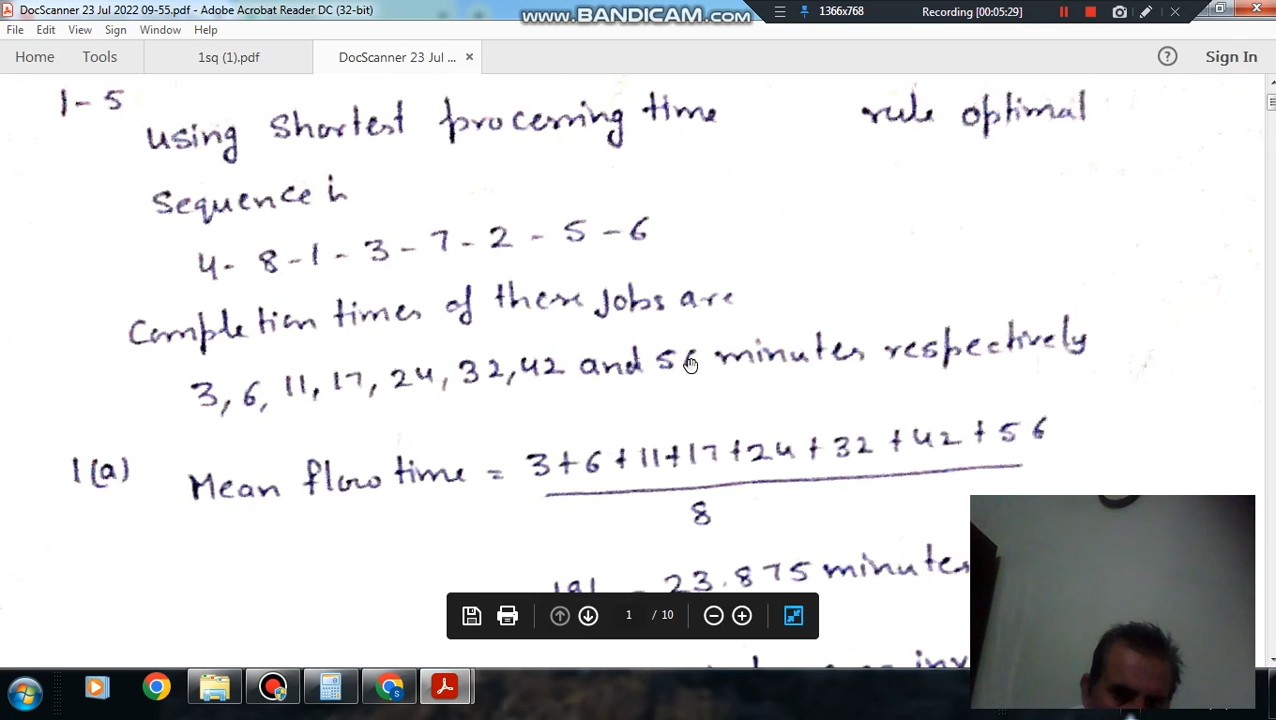 DocScanner 23 Jul 2022 09-55.pdf - Adobe Acrobat Reader DC (32-bit)
www.BANDICAM.com
1366x768
Recording [00:05:29]
File Edit View Sign Window Help
Home Tools 1sq (1).pdf DocScanner 23 Jul ... × Sign In
1-5 using shortest processing time rule optimal
sequence is
4 - 8 - 1 - 3 - 7 - 2 - 5 - 6
Completion times of these jobs are
3, 6, 11, 17, 24, 32, 42 and 56 minutes respectively
1(a) Mean flow time = 3+6+11+17+24+32+42+56
8
191 = 23.875 minutes
1 / 10